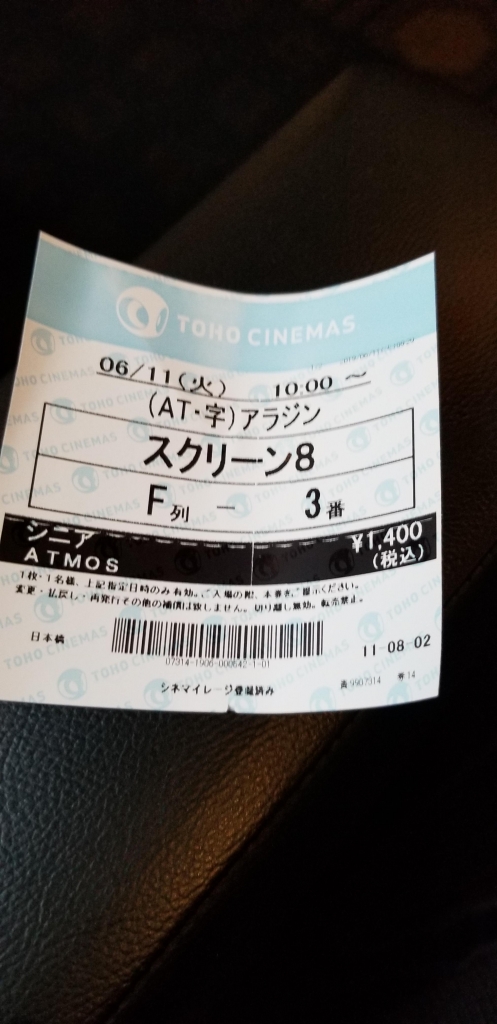 TOHO CINEMAS
06/11(火) 10:00 ～
(AT・字)アラジン
スクリーン8
F列 － 3番
シニア ¥1,400
ATMOS (税込)
1枚・1名様、上記指定日時のみ有効。ご入場の際、本券をご提示ください。
変更・払戻し・再発行その他の補償は致しません。切り離し無効。転売禁止。
日本橋 11-08-02
07314-1906-000642-1-01
シネマイレージ登録済み